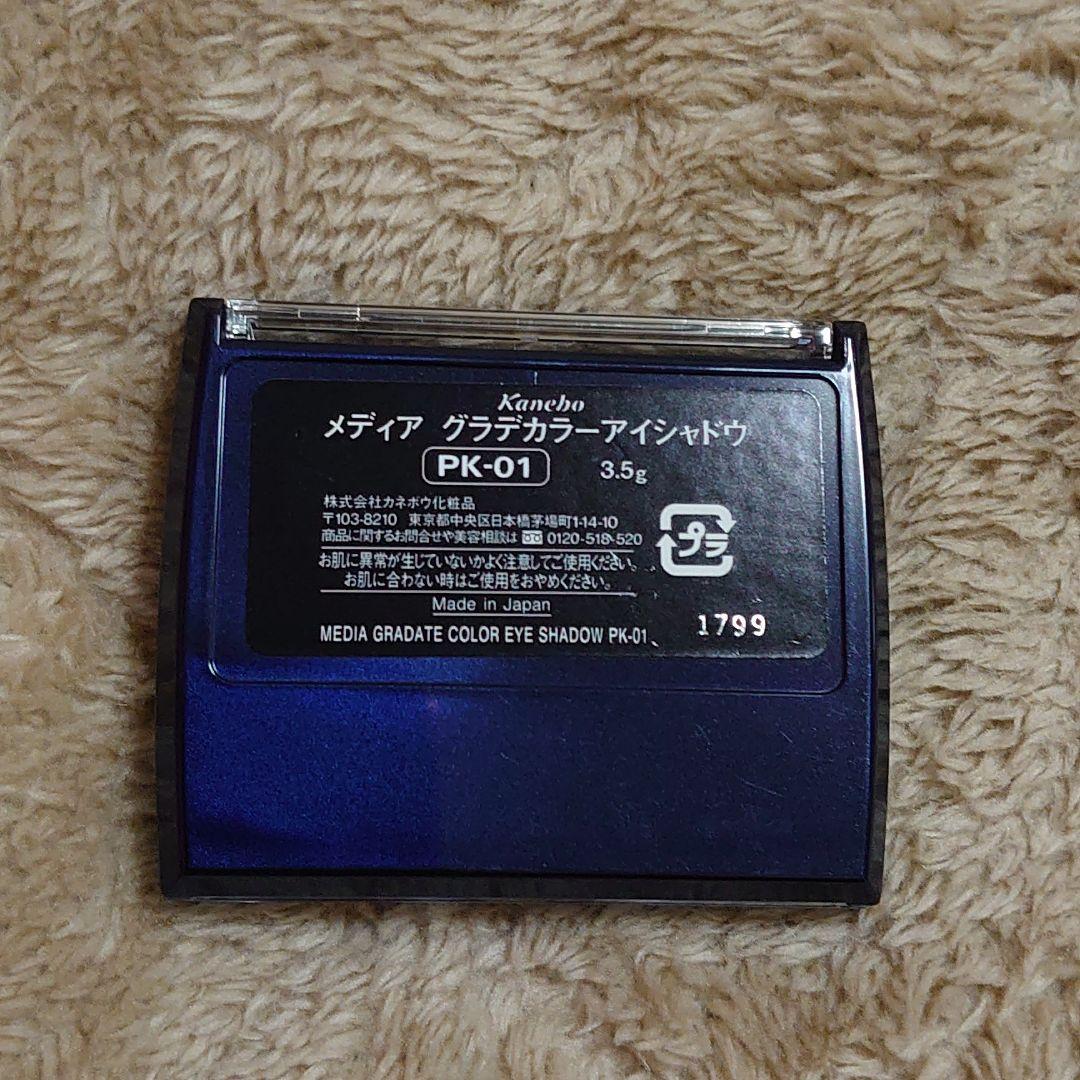 Kanebo
メディア グラデカラーアイシャドウ
PK-01 3.5g
株式会社カネボウ化粧品
〒103-8210 東京都中央区日本橋茅場町1-14-10
商品に関するお問合せや美容相談は 0120-518-520
お肌に異常が生じていないかよく注意してご使用ください。
お肌に合わない時はご使用をおやめください。
プラ
Made in Japan
MEDIA GRADATE COLOR EYE SHADOW PK-01
1799